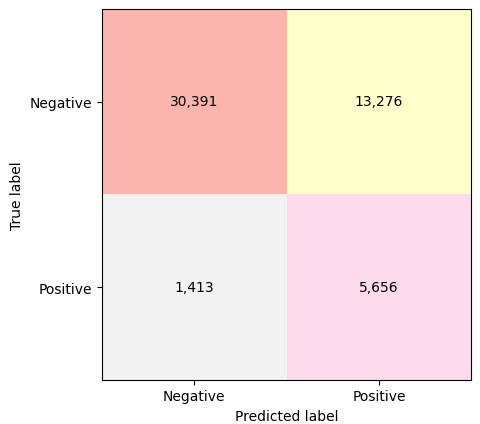 True label
Negative
30,391
13,276
Positive
1,413
5,656
Negative
Positive
Predicted label